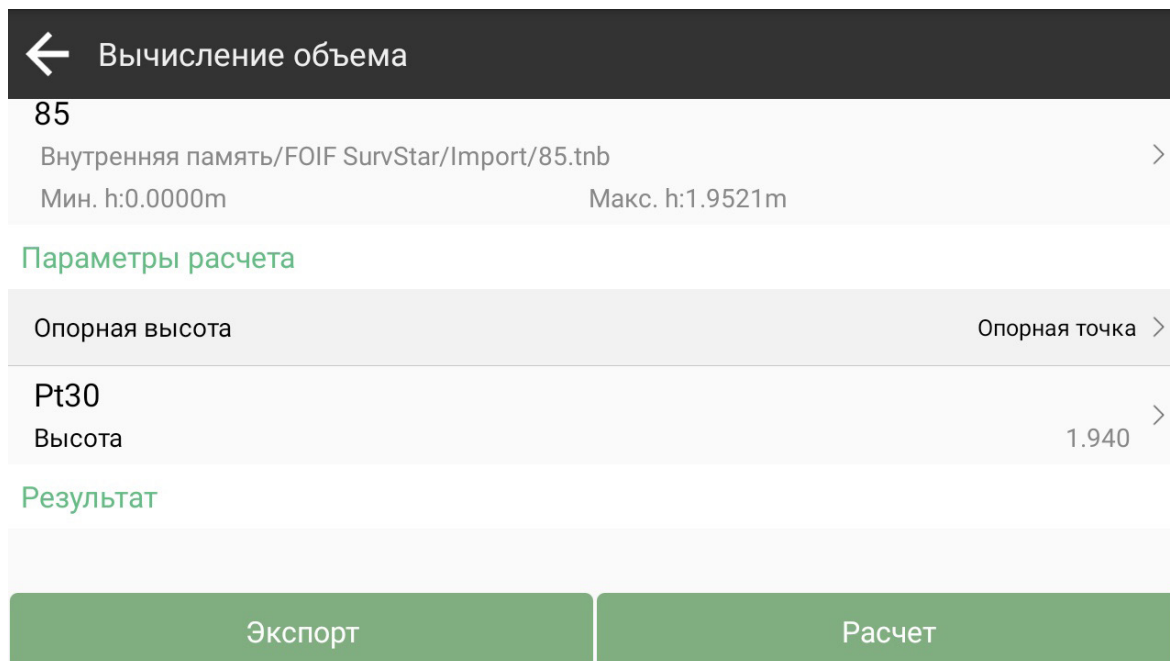 Вычисление объема
85
Внутренняя память/FOIF SurvStar/Import/85.tnb
Мин. h:0.0000m Макс. h:1.9521m
Параметры расчета
Опорная высота Опорная точка
Pt30
Высота 1.940
Результат
Экспорт Расчет